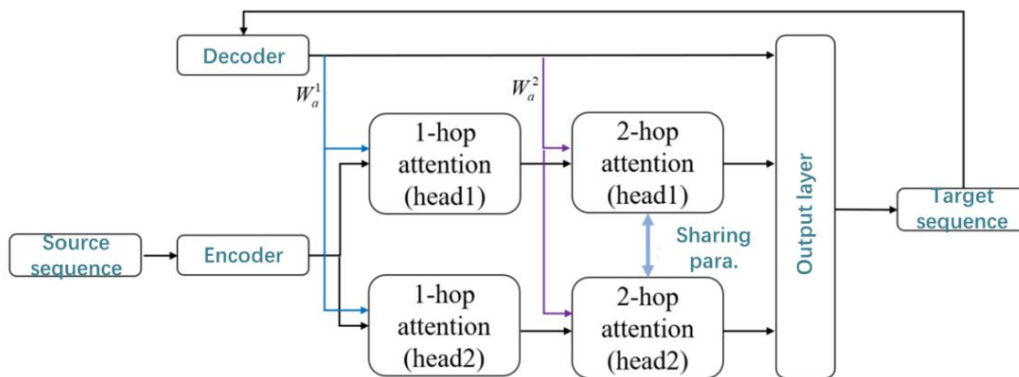 Decoder
W_a^1
W_a^2
1-hop
attention
(head1)
2-hop
attention
(head1)
Output layer
Target
sequence
Source
sequence
Encoder
Sharing
para.
1-hop
attention
(head2)
2-hop
attention
(head2)